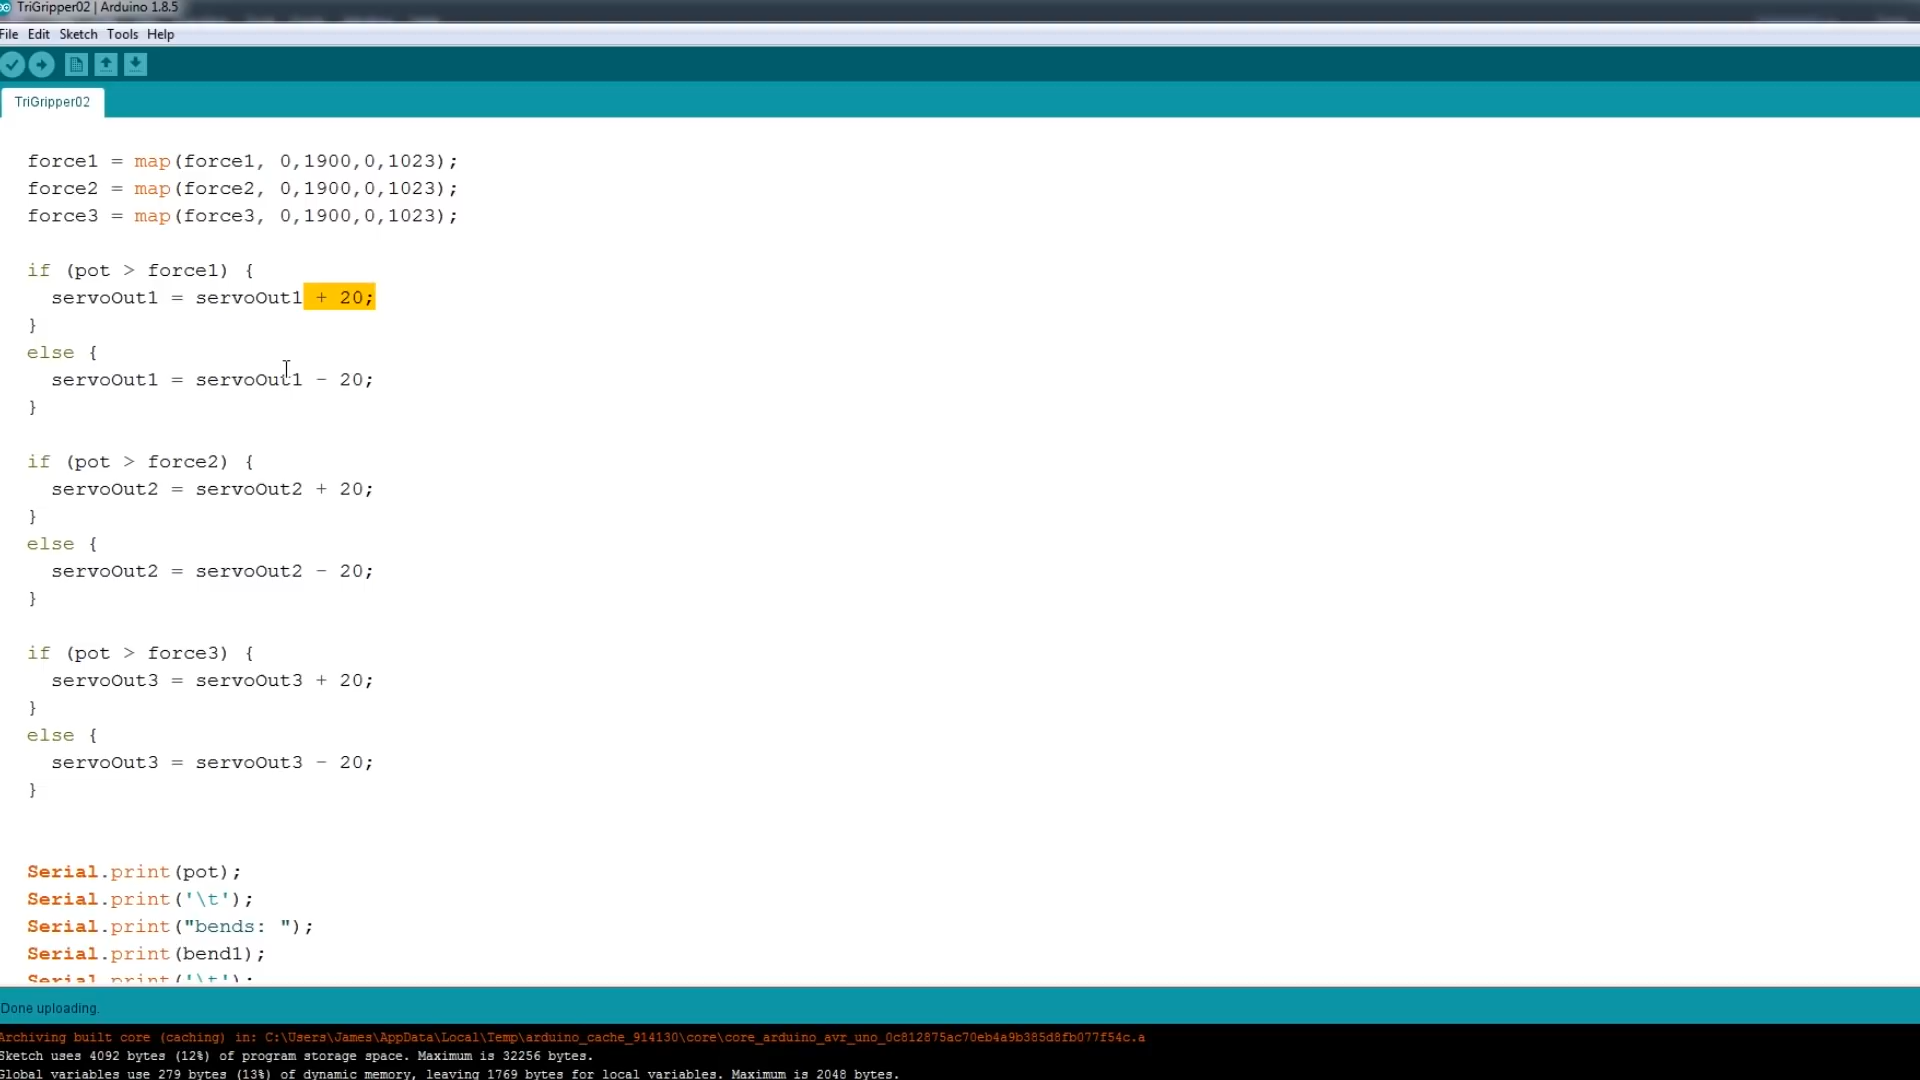 TriGripper02 | Arduino 1.8.5
File Edit Sketch Tools Help
TriGripper02
force1 = map(force1, 0,1900,0,1023);
force2 = map(force2, 0,1900,0,1023);
force3 = map(force3, 0,1900,0,1023);
if (pot > force1) {
servoOut1 = servoOut1 + 20;
}
else {
servoOut1 = servoOut1 - 20;
}
if (pot > force2) {
servoOut2 = servoOut2 + 20;
}
else {
servoOut2 = servoOut2 - 20;
}
if (pot > force3) {
servoOut3 = servoOut3 + 20;
}
else {
servoOut3 = servoOut3 - 20;
}
Serial.print(pot);
Serial.print('\t');
Serial.print("bends: ");
Serial.print(bend1);
Serial.print('\t');
Done uploading.
Archiving built core (caching) in: C:\Users\James\AppData\Local\Temp\arduino_cache_914130\core\core_arduino_avr_uno_0c812875ac70eb4a9b385d8fb077f54c.a
Sketch uses 4092 bytes (12%) of program storage space. Maximum is 32256 bytes.
Global variables use 279 bytes (13%) of dynamic memory, leaving 1769 bytes for local variables. Maximum is 2048 bytes.